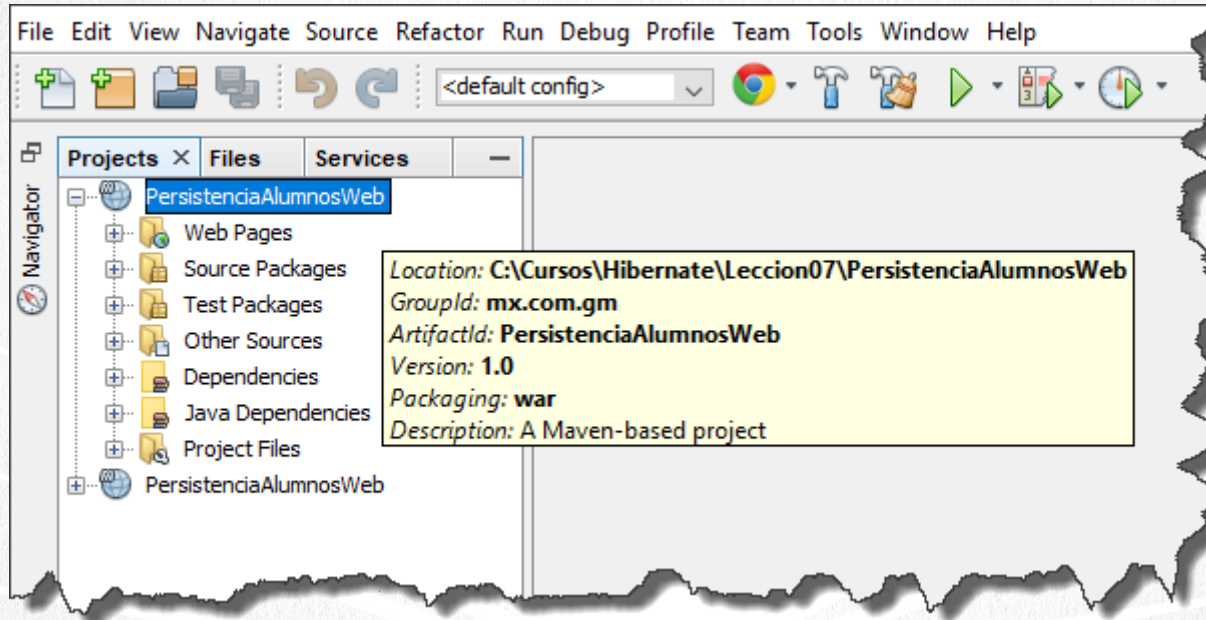 File Edit View Navigate Source Refactor Run Debug Profile Team Tools Window Help
<default config>
Projects Files Services
Navigator
PersistenciaAlumnosWeb
Web Pages
Source Packages
Test Packages
Other Sources
Dependencies
Java Dependencies
Project Files
PersistenciaAlumnosWeb
Location: C:\Cursos\Hibernate\Leccion07\PersistenciaAlumnosWeb
GroupId: mx.com.gm
ArtifactId: PersistenciaAlumnosWeb
Version: 1.0
Packaging: war
Description: A Maven-based project